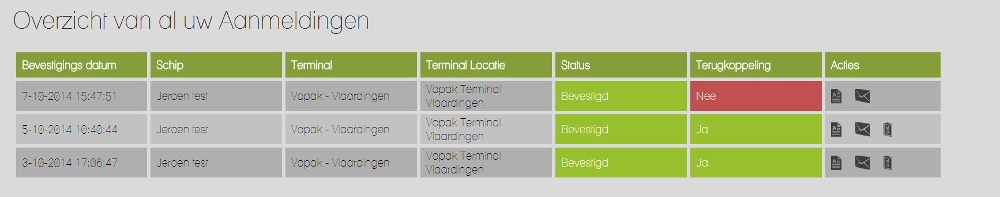 Overzicht van al uw Aanmeldingen
Bevestigings datum Schip Terminal Terminal Locatie Status Terugkoppeling Acties
7-10-2014 15:47:51 Jeroen test Vopak - Vlaardingen Vopak Terminal Vlaardingen Bevestigd Nee
5-10-2014 10:40:44 Jeroen test Vopak - Vlaardingen Vopak Terminal Vlaardingen Bevestigd Ja
3-10-2014 17:06:47 Jeroen test Vopak - Vlaardingen Vopak Terminal Vlaardingen Bevestigd Ja